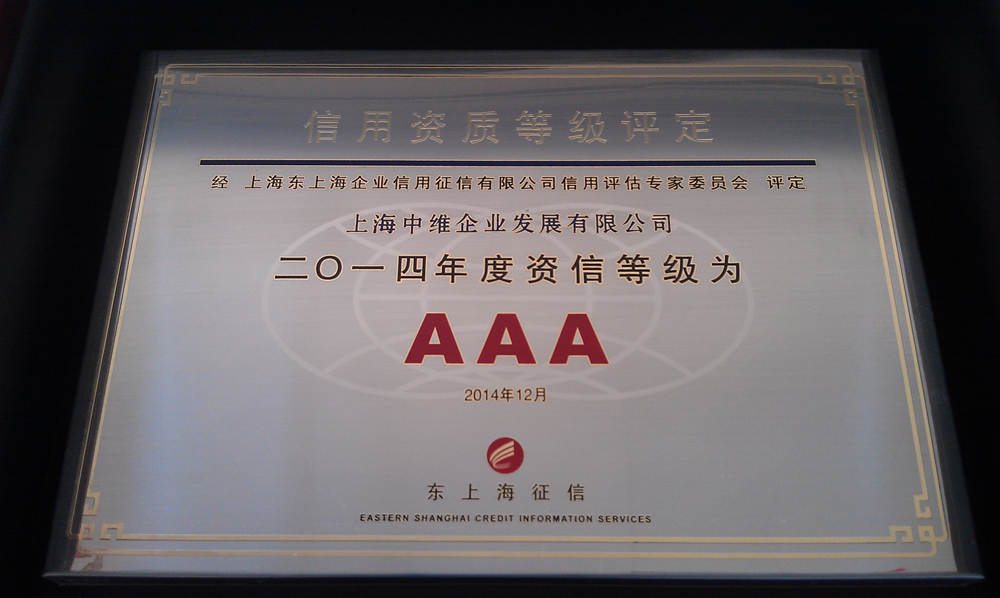 信用资质等级评定
经 上海东上海企业信用征信有限公司信用评估专家委员会 评定
上海中维企业发展有限公司
二〇一四年度资信等级为
AAA
2014年12月
东上海征信
EASTERN SHANGHAI CREDIT INFORMATION SERVICES